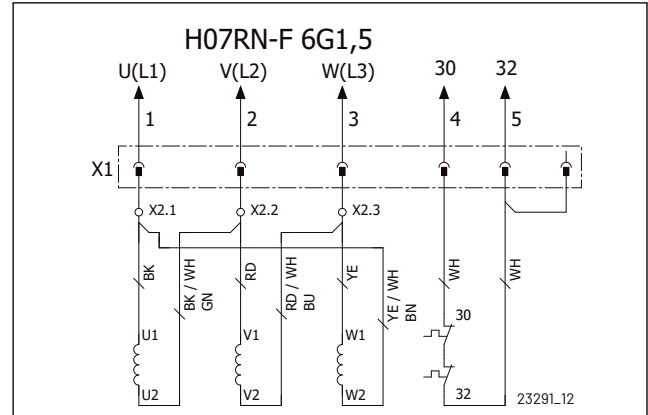 H07RN-F 6G1,5
U(L1) V(L2) W(L3) 30 32
1 2 3 4 5
X1
X2.1 X2.2 X2.3
BK BK / WH GN RD RD / WH BU YE YE / WH BN WH WH
U1 V1 W1 30
U2 V2 W2 32
23291_12